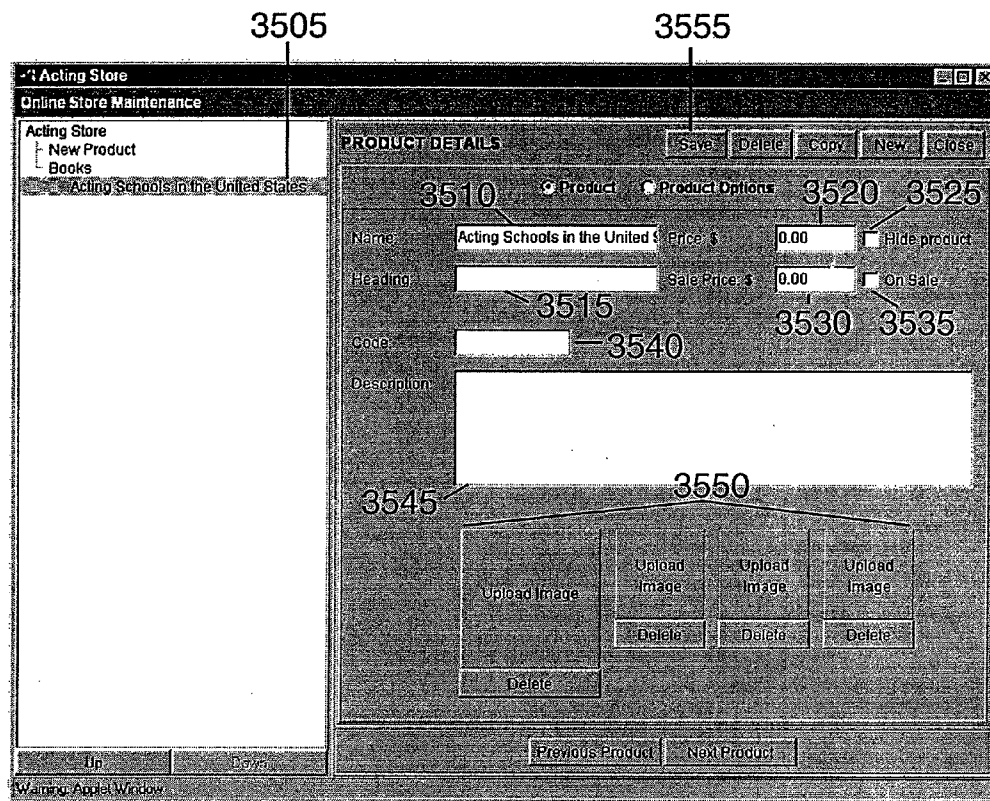 3505 3555
Acting Store
Online Store Maintenance
Acting Store
New Product
Books
Acting Schools in the United States
PRODUCT DETAILS Save Delete Copy New Close
Product Product Options
3510 3520 3525
Name: Acting Schools in the United S Price: $ 0.00 Hide product
Heading: Sale Price: $ 0.00 On Sale
3515 3530 3535
Code: 3540
Description:
3545 3550
Upload Image Upload Image Upload Image Upload Image
Delete Delete Delete
Delete
Previous Product Next Product
Up Down
Warning: Applet Window